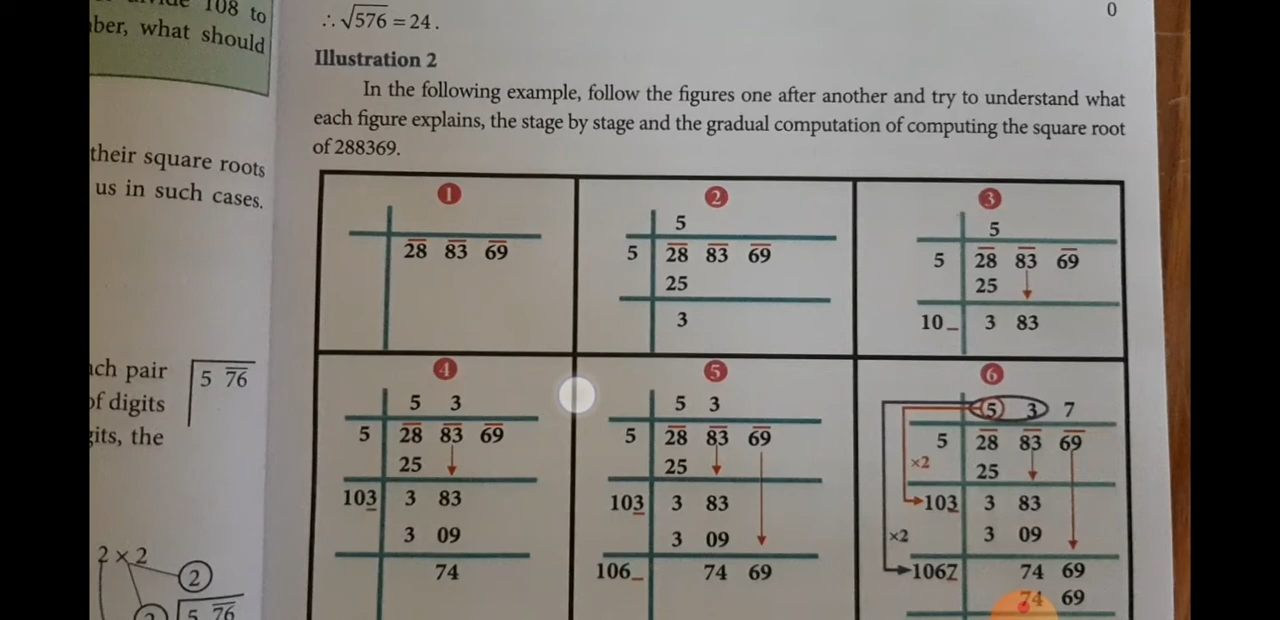 108 to
ber, what should
their square roots
us in such cases.
ach pair
of digits
gits, the
5 76
2 × 2
2
2
5 76
0
∴ √576 = 24.
Illustration 2
In the following example, follow the figures one after another and try to understand what
each figure explains, the stage by stage and the gradual computation of computing the square root
of 288369.
1
28 83 69
2
5
5 28 83 69
25
3
3
5
5 28 83 69
25
10_ 3 83
4
5 3
5 28 83 69
25
103 3 83
3 09
74
5
5 3
5 28 83 69
25
103 3 83
3 09
106_ 74 69
6
5 3 7
5 28 83 69
×2 25
103 3 83
×2 3 09
1067 74 69
74 69